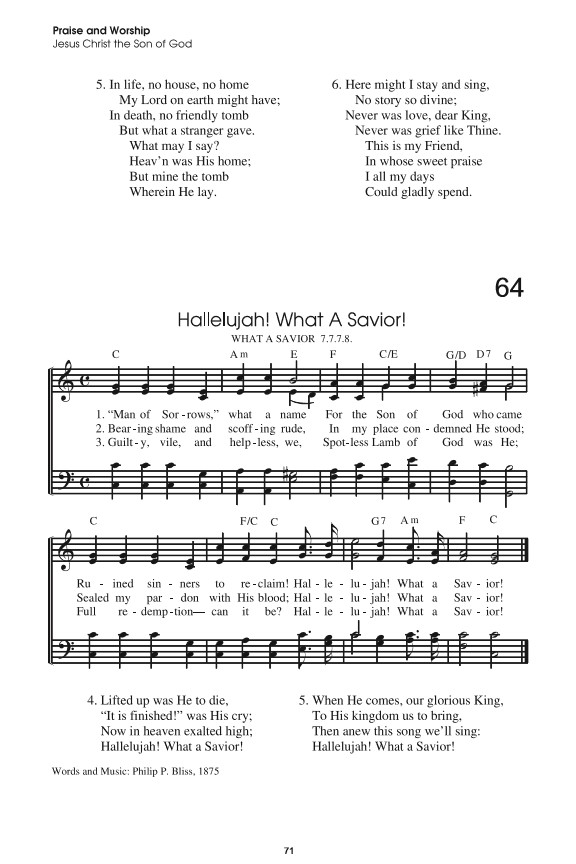 Praise and Worship
Jesus Christ the Son of God
5. In life, no house, no home
My Lord on earth might have;
In death, no friendly tomb
But what a stranger gave.
What may I say?
Heav’n was His home;
But mine the tomb
Wherein He lay.
6. Here might I stay and sing,
No story so divine;
Never was love, dear King,
Never was grief like Thine.
This is my Friend,
In whose sweet praise
I all my days
Could gladly spend.
64
Hallelujah! What A Savior!
WHAT A SAVIOR 7.7.7.8.
C Am E F C/E G/D D7 G
1. “Man of Sor - rows,” what a name For the Son of God who came
2. Bear - ing shame and scoff - ing rude, In my place con - demned He stood;
3. Guilt - y, vile, and help - less, we, Spot - less Lamb of God was He;
C F/C C G7 Am F C
Ru - ined sin - ners to re - claim! Hal - le - lu - jah! What a Sav - ior!
Sealed my par - don with His blood; Hal - le - lu - jah! What a Sav - ior!
Full re - demp - tion— can it be? Hal - le - lu - jah! What a Sav - ior!
4. Lifted up was He to die,
“It is finished!” was His cry;
Now in heaven exalted high;
Hallelujah! What a Savior!
5. When He comes, our glorious King,
To His kingdom us to bring,
Then anew this song we’ll sing:
Hallelujah! What a Savior!
Words and Music: Philip P. Bliss, 1875
71